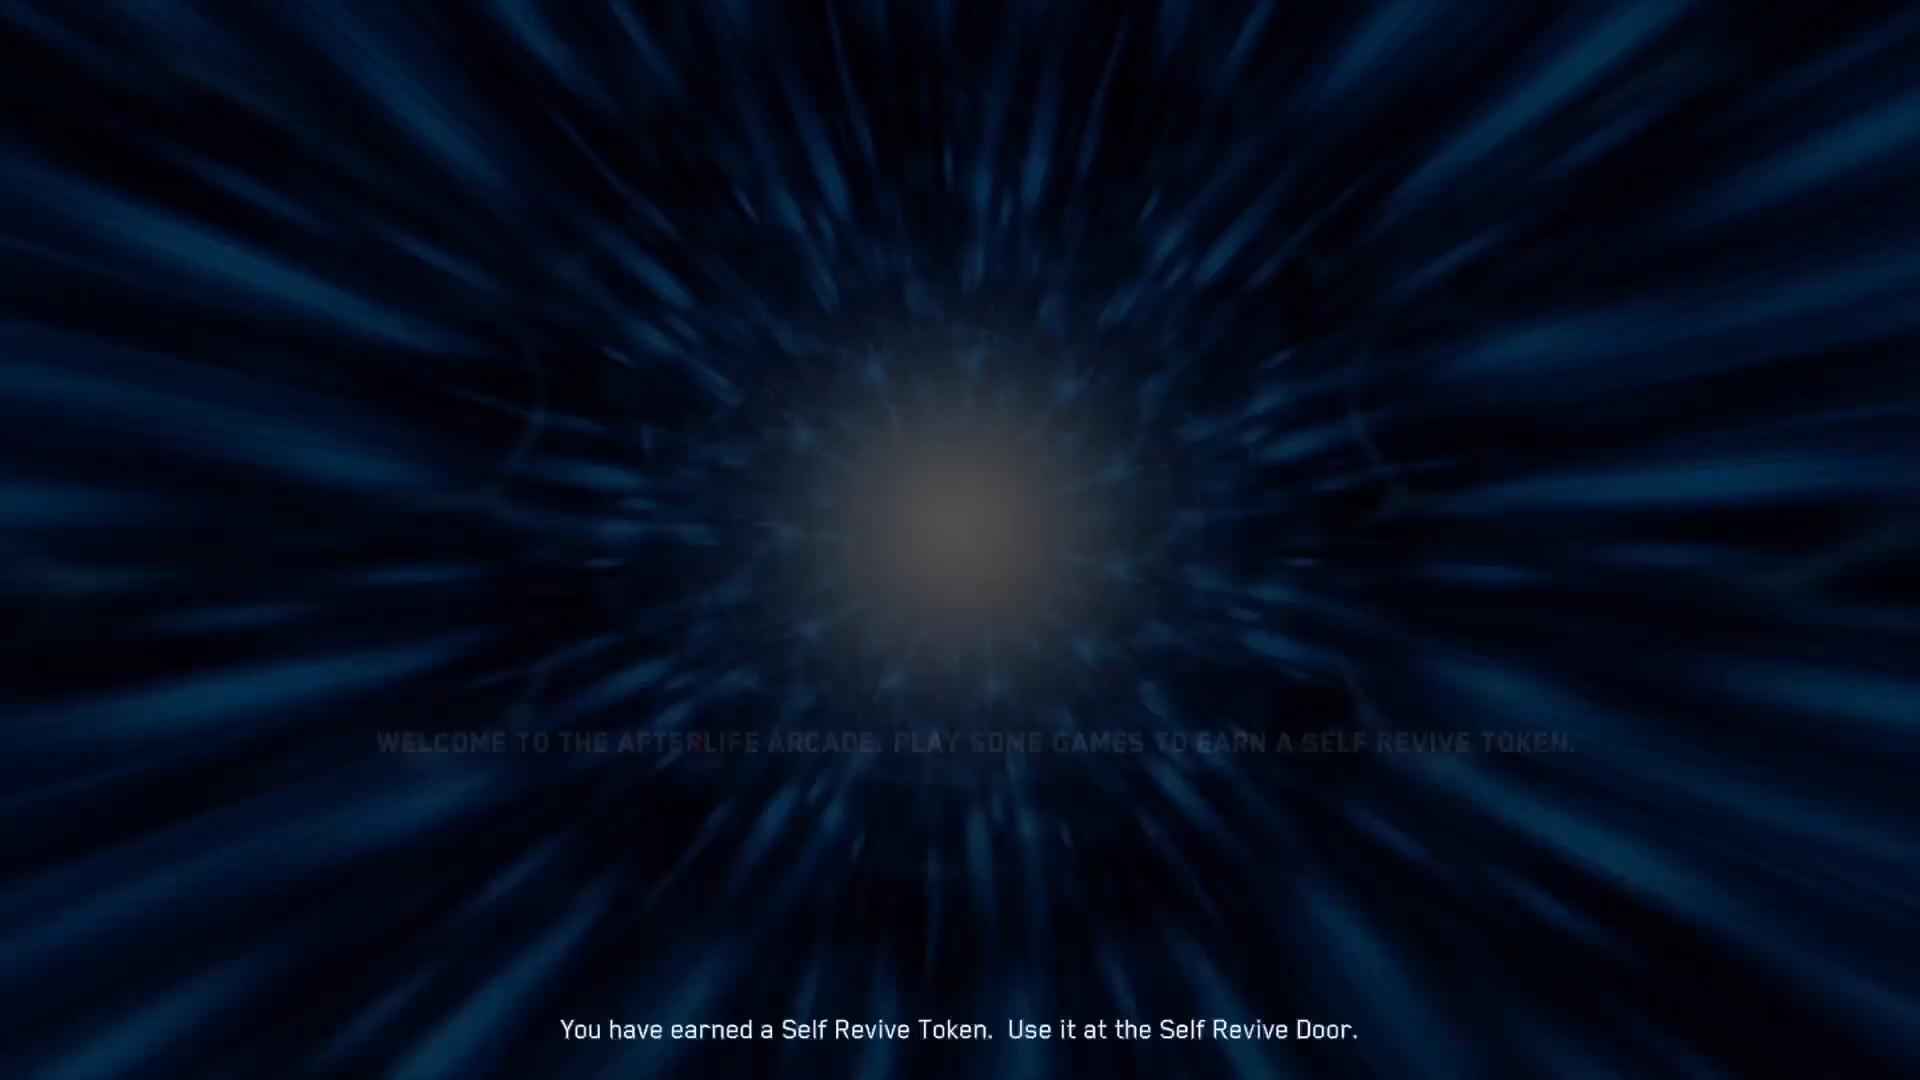 WELCOME TO THE AFTERLIFE ARCADE. PLAY SOME GAMES TO EARN A SELF REVIVE TOKEN.
You have earned a Self Revive Token.  Use it at the Self Revive Door.